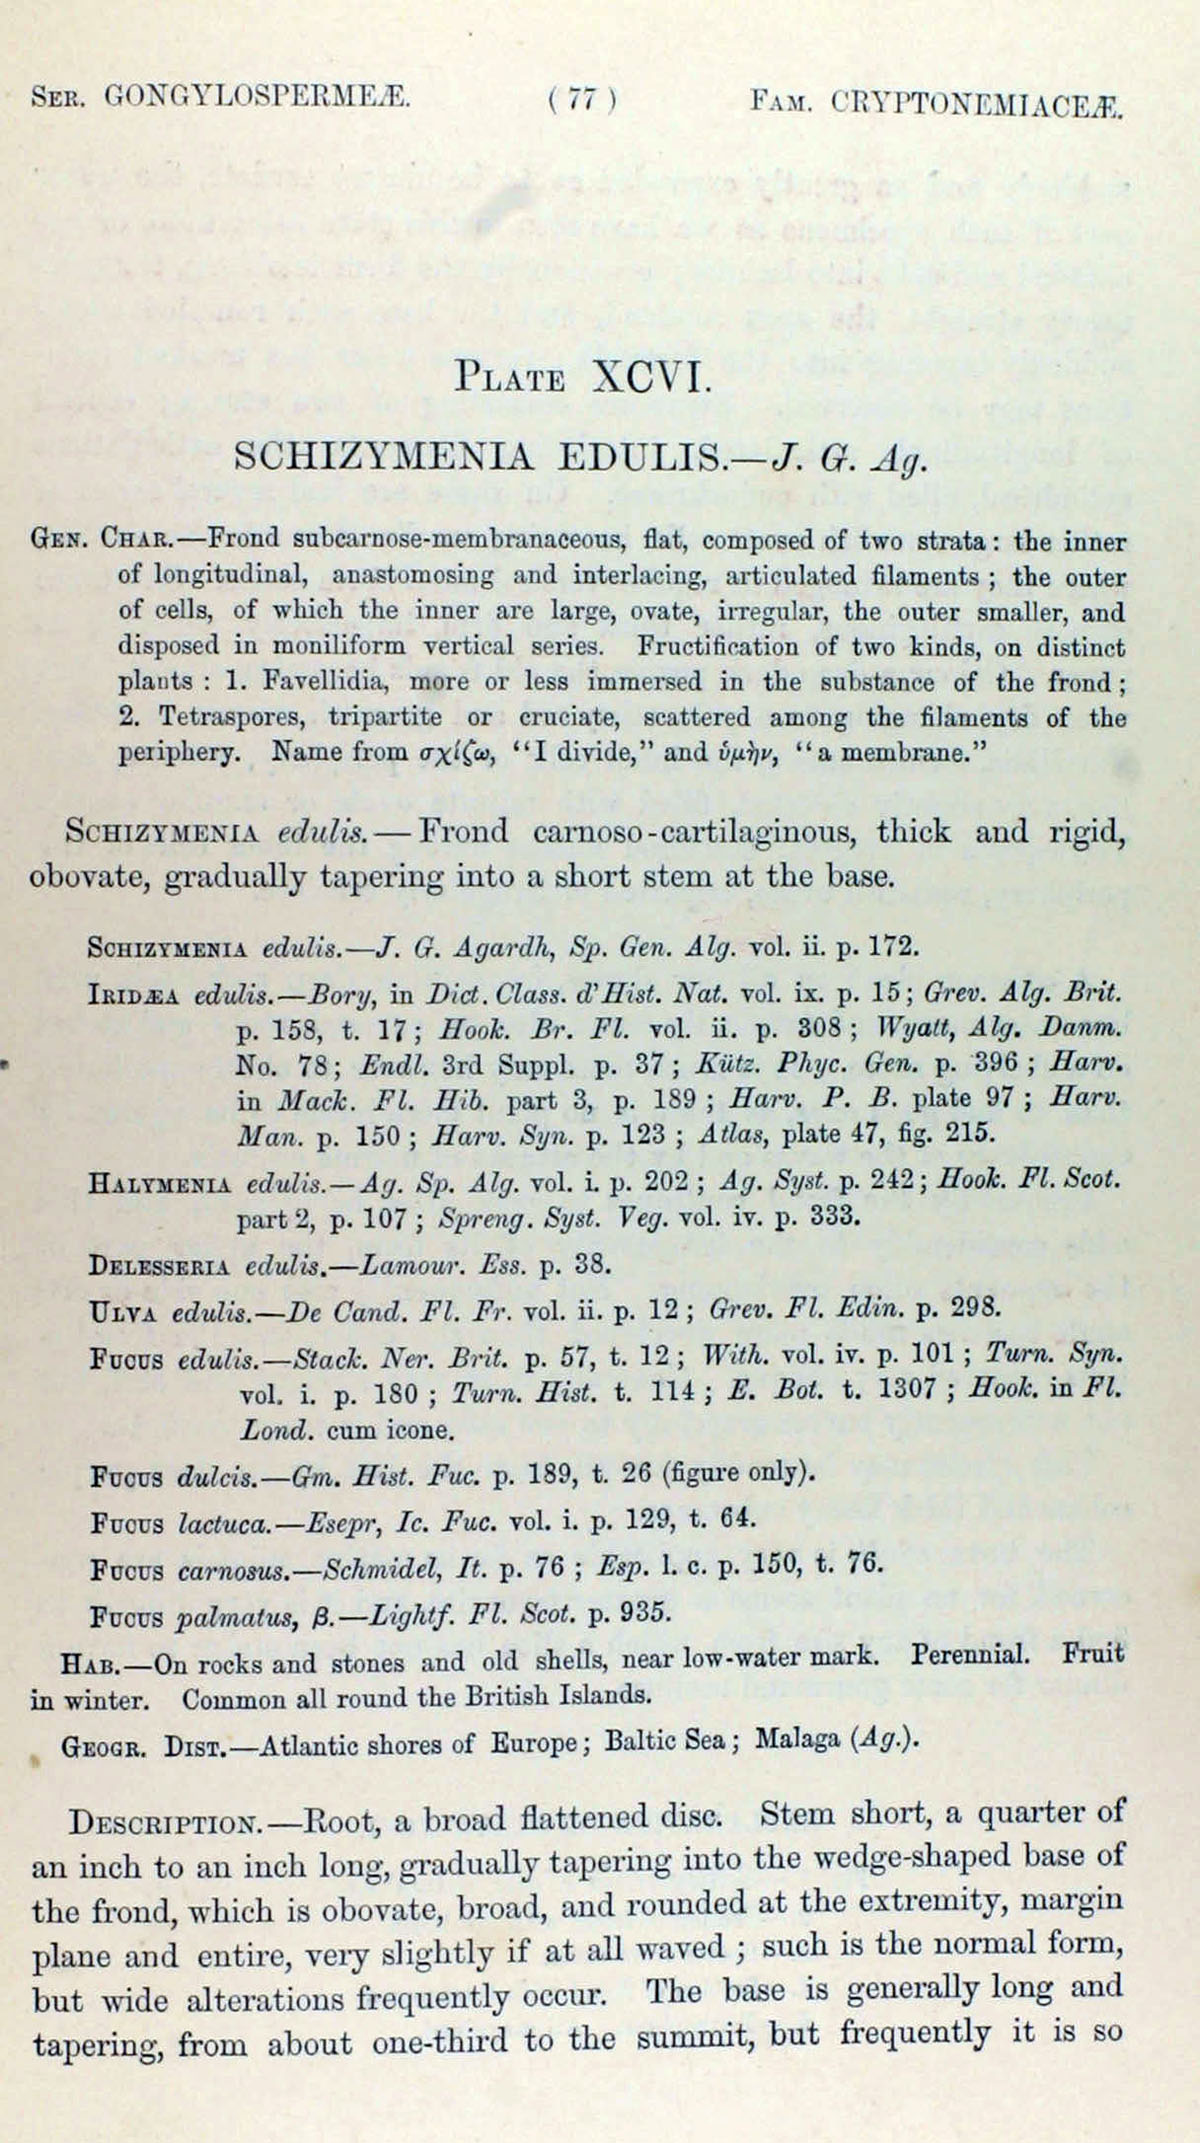 Ser. GONGYLOSPERMEÆ. ( 77 ) Fam. CRYPTONEMIACEÆ.
Plate XCVI.
SCHIZYMENIA EDULIS.—J. G. Ag.
Gen. Char.—Frond subcarnose-membranaceous, flat, composed of two strata: the inner
of longitudinal, anastomosing and interlacing, articulated filaments ; the outer
of cells, of which the inner are large, ovate, irregular, the outer smaller, and
disposed in moniliform vertical series. Fructification of two kinds, on distinct
plants : 1. Favellidia, more or less immersed in the substance of the frond ;
2. Tetraspores, tripartite or cruciate, scattered among the filaments of the
periphery. Name from σχίζω, “I divide,” and ὑμὴν, “a membrane.”
Schizymenia edulis. — Frond carnoso-cartilaginous, thick and rigid,
obovate, gradually tapering into a short stem at the base.
Schizymenia edulis.—J. G. Agardh, Sp. Gen. Alg. vol. ii. p. 172.
Iridæa edulis.—Bory, in Dict. Class. d'Hist. Nat. vol. ix. p. 15; Grev. Alg. Brit.
p. 158, t. 17 ; Hook. Br. Fl. vol. ii. p. 308 ; Wyatt, Alg. Danm.
No. 78; Endl. 3rd Suppl. p. 37 ; Kütz. Phyc. Gen. p. 396 ; Harv.
in Mack. Fl. Hib. part 3, p. 189 ; Harv. P. B. plate 97 ; Harv.
Man. p. 150 ; Harv. Syn. p. 123 ; Atlas, plate 47, fig. 215.
Halymenia edulis.—Ag. Sp. Alg. vol. i. p. 202 ; Ag. Syst. p. 242; Hook. Fl. Scot.
part 2, p. 107 ; Spreng. Syst. Veg. vol. iv. p. 333.
Delesseria edulis.—Lamour. Ess. p. 38.
Ulva edulis.—De Cand. Fl. Fr. vol. ii. p. 12 ; Grev. Fl. Edin. p. 298.
Fucus edulis.—Stack. Ner. Brit. p. 57, t. 12 ; With. vol. iv. p. 101 ; Turn. Syn.
vol. i. p. 180 ; Turn. Hist. t. 114 ; E. Bot. t. 1307 ; Hook. in Fl.
Lond. cum icone.
Fucus dulcis.—Gm. Hist. Fuc. p. 189, t. 26 (figure only).
Fucus lactuca.—Esepr, Ic. Fuc. vol. i. p. 129, t. 64.
Fucus carnosus.—Schmidel, It. p. 76 ; Esp. l. c. p. 150, t. 76.
Fucus palmatus, β.—Lightf. Fl. Scot. p. 935.
Hab.—On rocks and stones and old shells, near low-water mark. Perennial. Fruit
in winter. Common all round the British Islands.
Geogr. Dist.—Atlantic shores of Europe; Baltic Sea; Malaga (Ag.).
Description.—Root, a broad flattened disc. Stem short, a quarter of
an inch to an inch long, gradually tapering into the wedge-shaped base of
the frond, which is obovate, broad, and rounded at the extremity, margin
plane and entire, very slightly if at all waved ; such is the normal form,
but wide alterations frequently occur. The base is generally long and
tapering, from about one-third to the summit, but frequently it is so